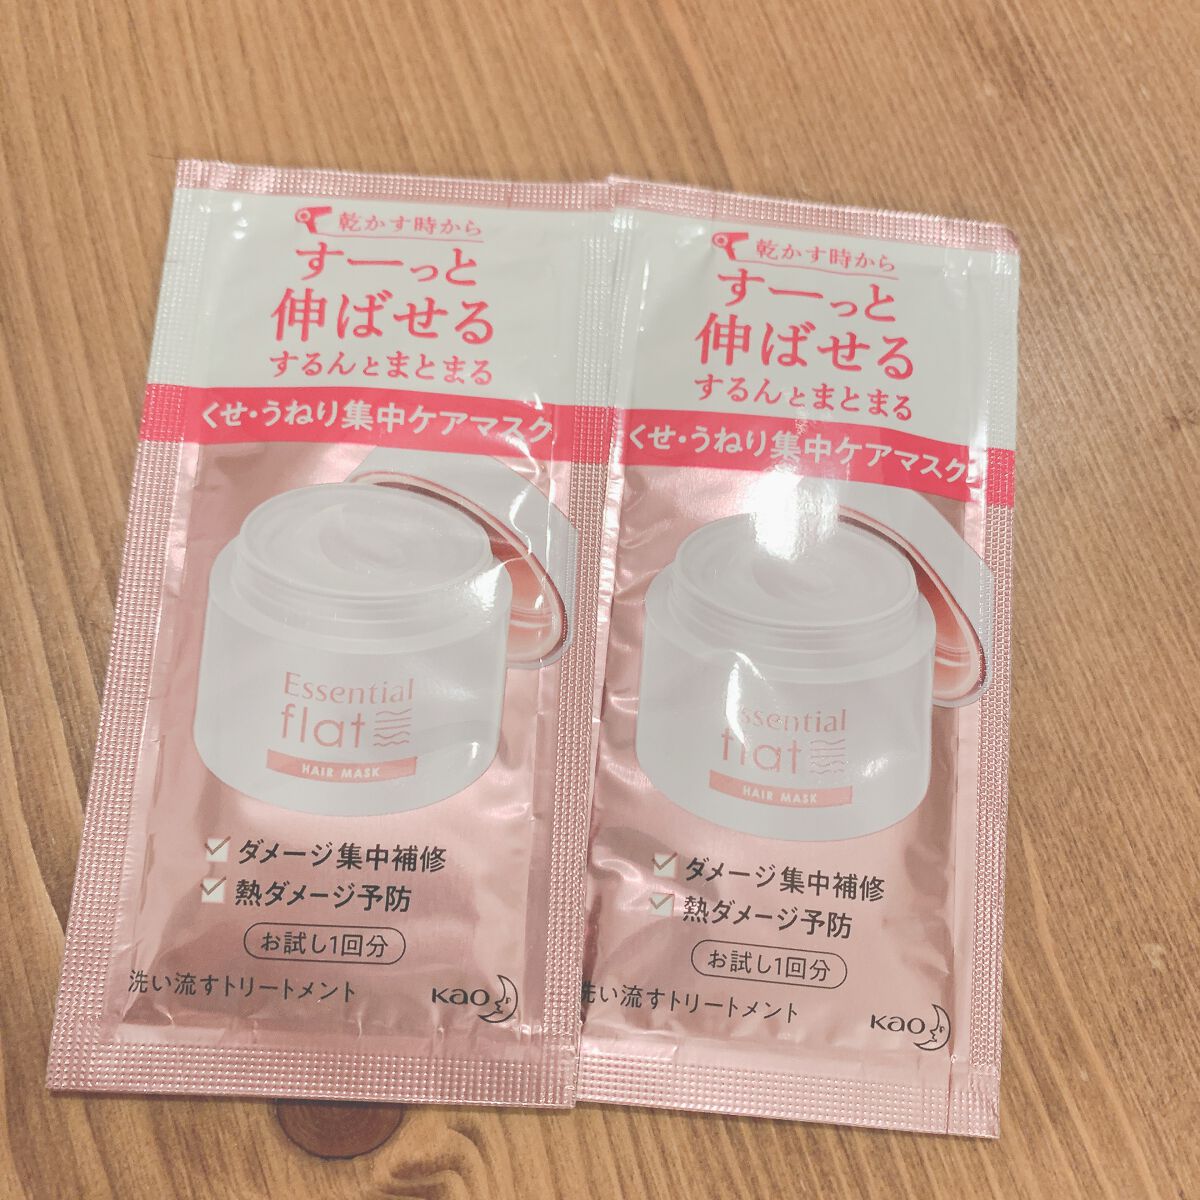 乾かす時から
すーっと
伸ばせる
するんとまとまる
くせ・うねり集中ケアマスク
Essential
flat
HAIR MASK
ダメージ集中補修
熱ダメージ予防
お試し1回分
洗い流すトリートメント
Kao
乾かす時から
すーっと
伸ばせる
するんとまとまる
くせ・うねり集中ケアマスク
Essential
flat
HAIR MASK
ダメージ集中補修
熱ダメージ予防
お試し1回分
洗い流すトリートメント
Kao